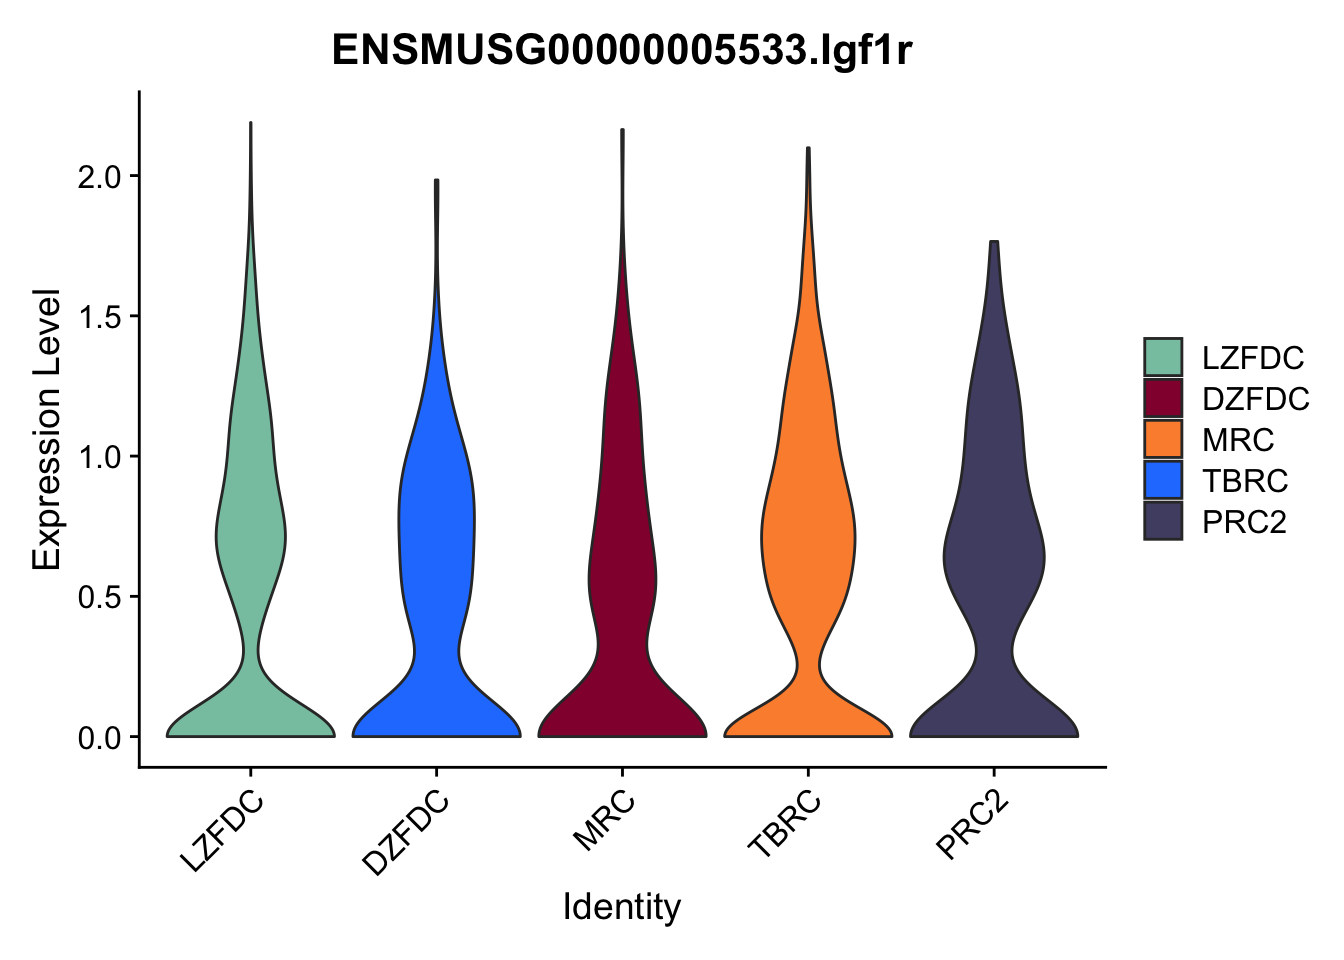 ENSMUSG00000005533.Igf1r
Expression Level
2.0
1.5
1.0
0.5
0.0
LZFDC
DZFDC
MRC
TBRC
PRC2
Identity
LZFDC
DZFDC
MRC
TBRC
PRC2